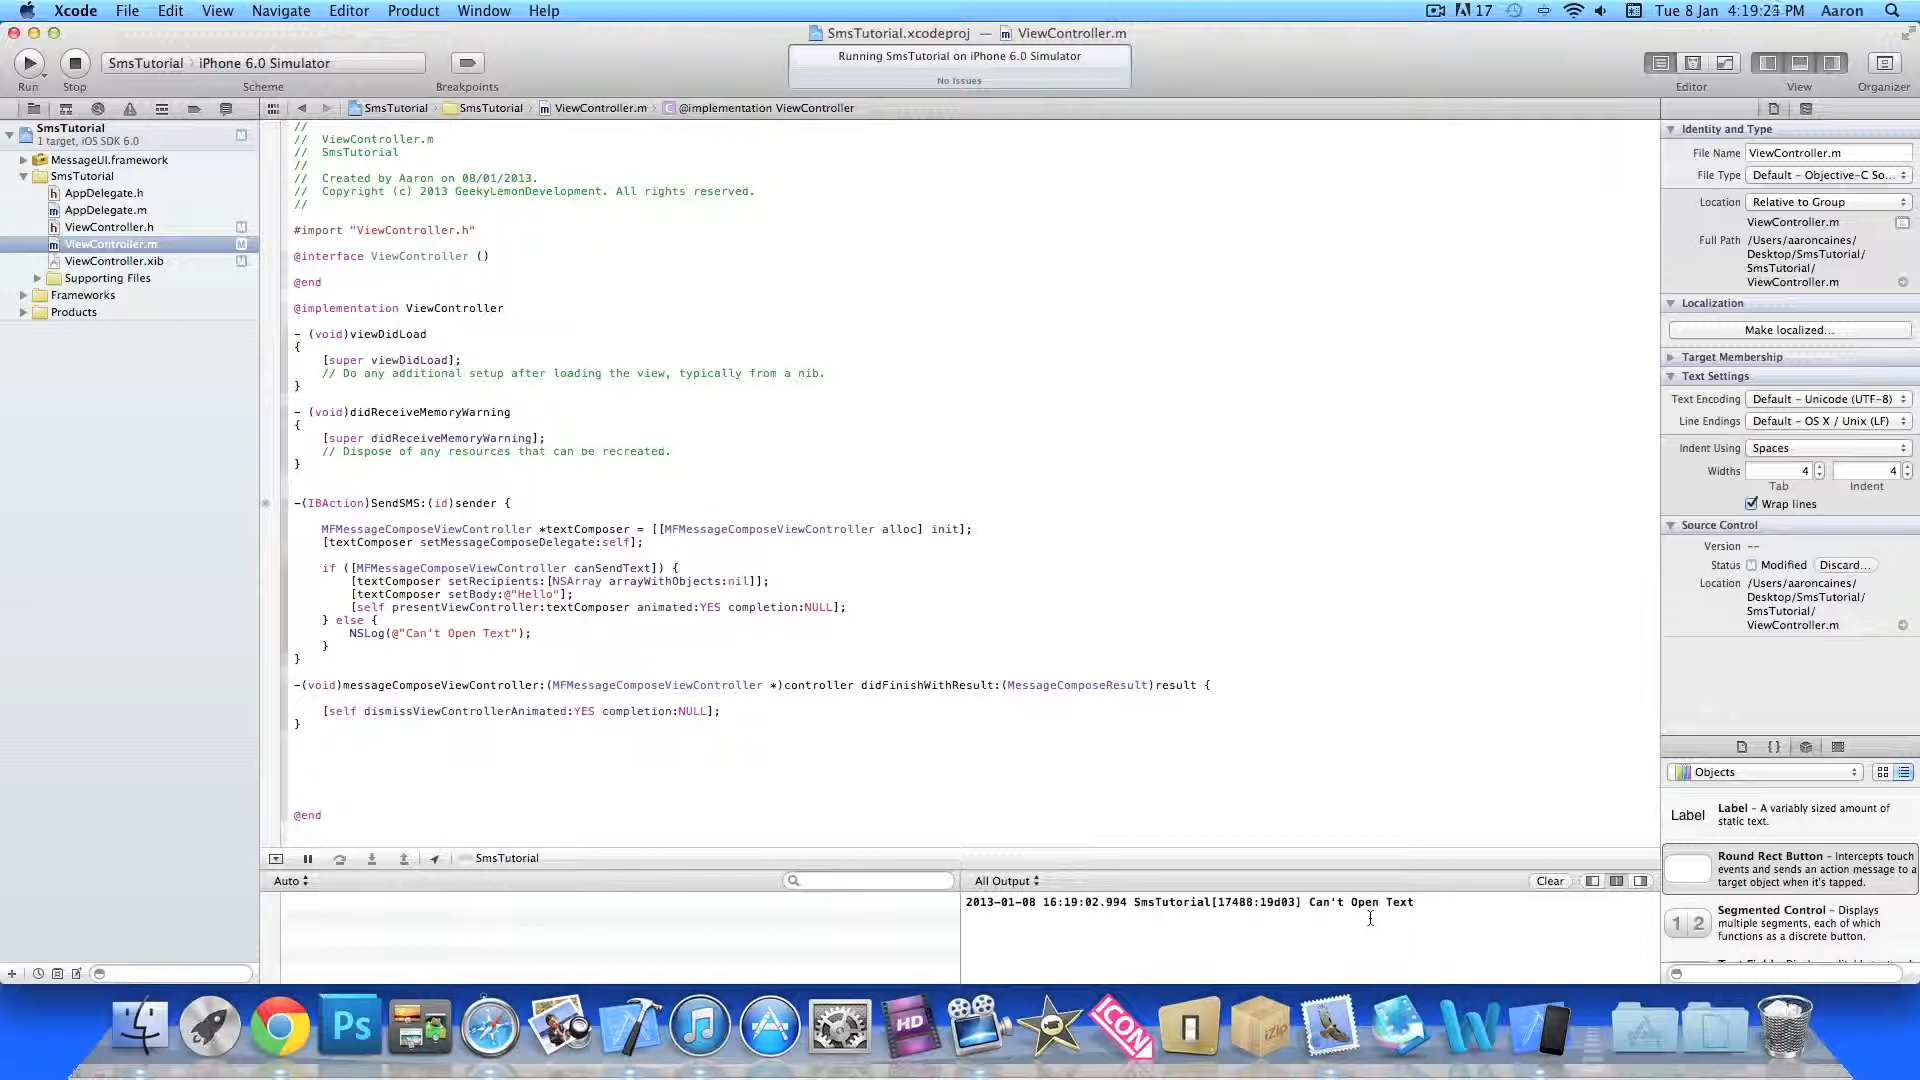 Xcode File Edit View Navigate Editor Product Window Help
17 Tue 8 Jan Aaron
SmsTutorial.xcodeproj — ViewController.m
SmsTutorial iPhone 6.0 Simulator
Running SmsTutorial on iPhone 6.0 Simulator
No Issues
Run Stop Scheme Breakpoints Editor View Organizer
SmsTutorial SmsTutorial ViewController.m @implementation ViewController
SmsTutorial
1 target, iOS SDK 6.0
M
MessageUI.framework
SmsTutorial
AppDelegate.h
AppDelegate.m
ViewController.h M
ViewController.m M
ViewController.xib M
Supporting Files
Frameworks
Products
//
// ViewController.m
// SmsTutorial
//
// Created by Aaron on 08/01/2013.
// Copyright (c) 2013 GeekyLemonDevelopment. All rights reserved.
//
#import "ViewController.h"
@interface ViewController ()
@end
@implementation ViewController
- (void)viewDidLoad
{
[super viewDidLoad];
// Do any additional setup after loading the view, typically from a nib.
}
- (void)didReceiveMemoryWarning
{
[super didReceiveMemoryWarning];
// Dispose of any resources that can be recreated.
}
-(IBAction)SendSMS:(id)sender {
MFMessageComposeViewController *textComposer = [[MFMessageComposeViewController alloc] init];
[textComposer setMessageComposeDelegate:self];
if ([MFMessageComposeViewController canSendText]) {
[textComposer setRecipients:[NSArray arrayWithObjects:nil]];
[textComposer setBody:@"Hello"];
[self presentViewController:textComposer animated:YES completion:NULL];
} else {
NSLog(@"Can't Open Text");
}
}
-(void)messageComposeViewController:(MFMessageComposeViewController *)controller didFinishWithResult:(MessageComposeResult)result {
[self dismissViewControllerAnimated:YES completion:NULL];
}
@end
SmsTutorial
Auto
All Output
Clear
2013-01-08 16:19:02.994 SmsTutorial[17488:19d03] Can't Open Text
Identity and Type
File Name ViewController.m
File Type Default - Objective-C So...
Location Relative to Group
ViewController.m
Full Path /Users/aaroncaines/
Desktop/SmsTutorial/
SmsTutorial/
ViewController.m
Localization
Make localized...
Target Membership
Text Settings
Text Encoding Default - Unicode (UTF-8)
Line Endings Default - OS X / Unix (LF)
Indent Using Spaces
Widths 4 4
Tab Indent
Wrap lines
Source Control
Version --
Status M Modified Discard...
Location /Users/aaroncaines/
Desktop/SmsTutorial/
SmsTutorial/
ViewController.m
{}
Objects
Label Label - A variably sized amount of
static text.
Round Rect Button - Intercepts touch
events and sends an action message to a
target object when it's tapped.
1 2 Segmented Control - Displays
multiple segments, each of which
functions as a discrete button.
Ps
HD
ICON
iZip
W